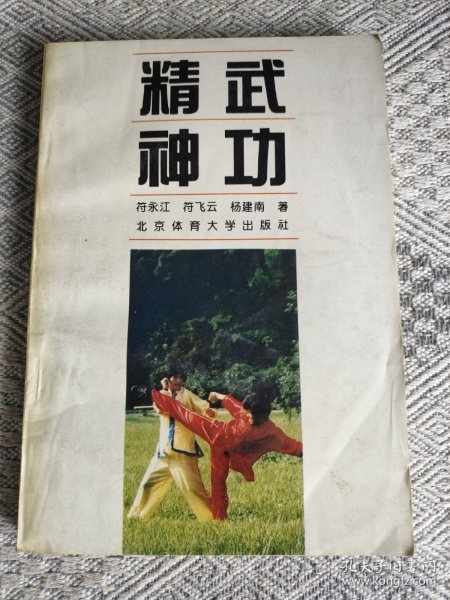 精武
神功
符永江 符飞云 杨建南 著
北京体育大学出版社
孔夫子旧书网
www.kongfz.com